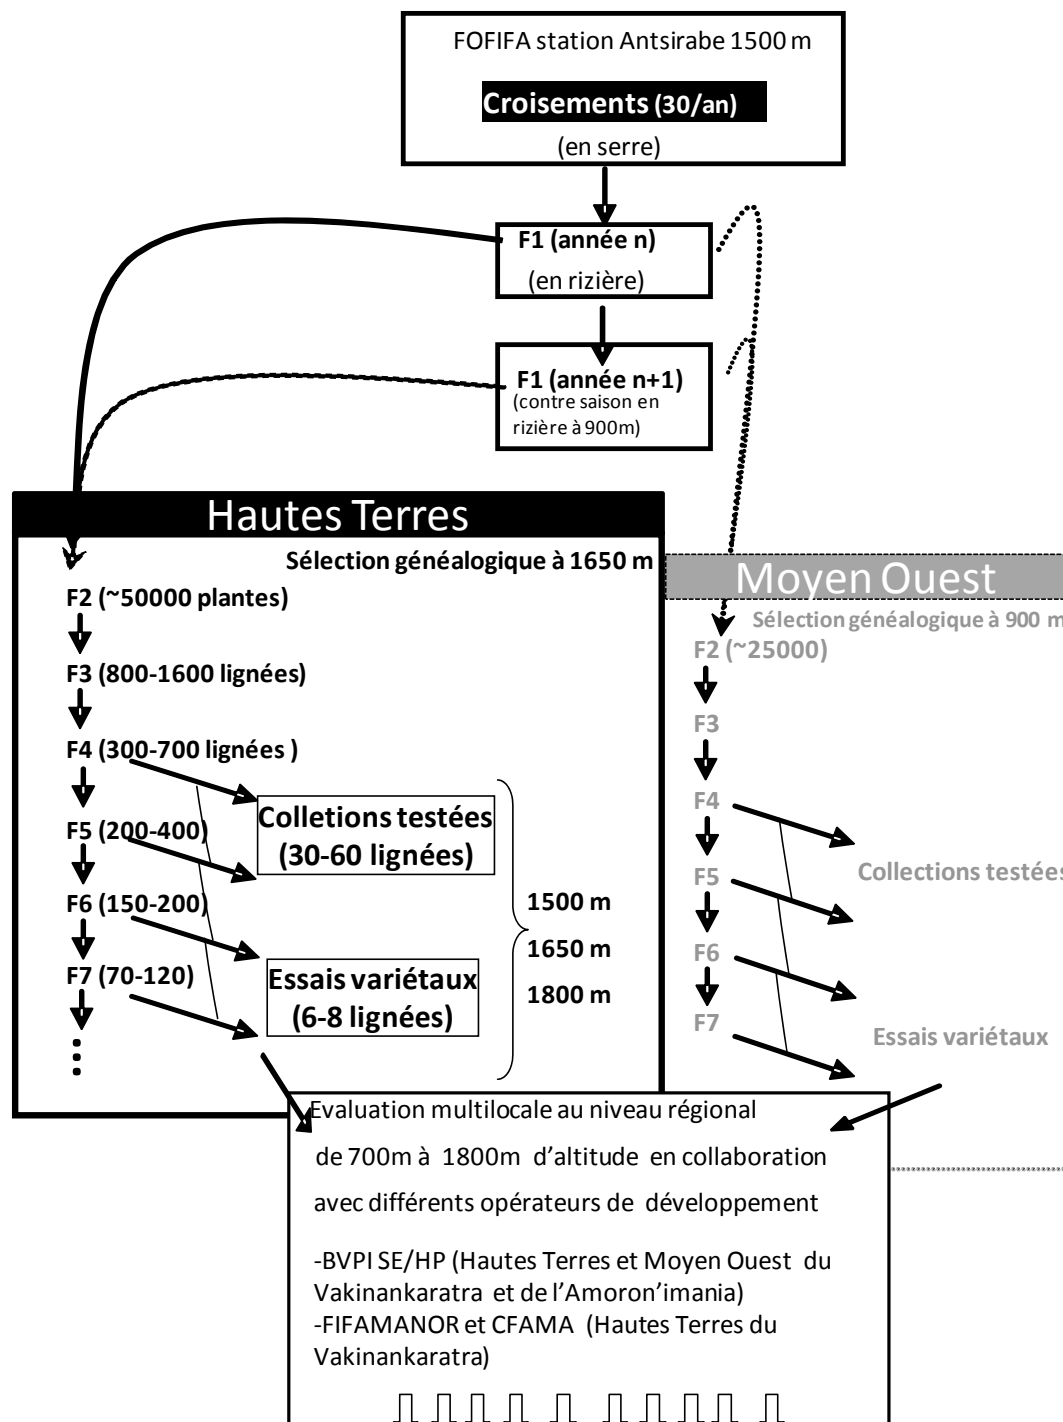 FOFIFA station Antsirabe 1500 m
Croisements (30/an)
(en serre)
F1 (année n)
(en rizière)
F1 (année n+1)
(contre saison en
rizière à 900m)
Hautes Terres
Sélection généalogique à 1650 m
F2 (~50000 plantes)
F3 (800-1600 lignées)
F4 (300-700 lignées )
F5 (200-400)
F6 (150-200)
F7 (70-120)
Colletions testées
(30-60 lignées)
Essais variétaux
(6-8 lignées)
1500 m
1650 m
1800 m
Moyen Ouest
Sélection généalogique à 900 m
F2 (~25000)
F3
F4
F5
F6
F7
Collections testées
Essais variétaux
Evaluation multilocale au niveau régional
de 700m à 1800m d'altitude en collaboration
avec différents opérateurs de développement
-BVPI SE/HP (Hautes Terres et Moyen Ouest du
Vakinankaratra et de l'Amoron'imania)
-FIFAMANOR et CFAMA (Hautes Terres du
Vakinankaratra)